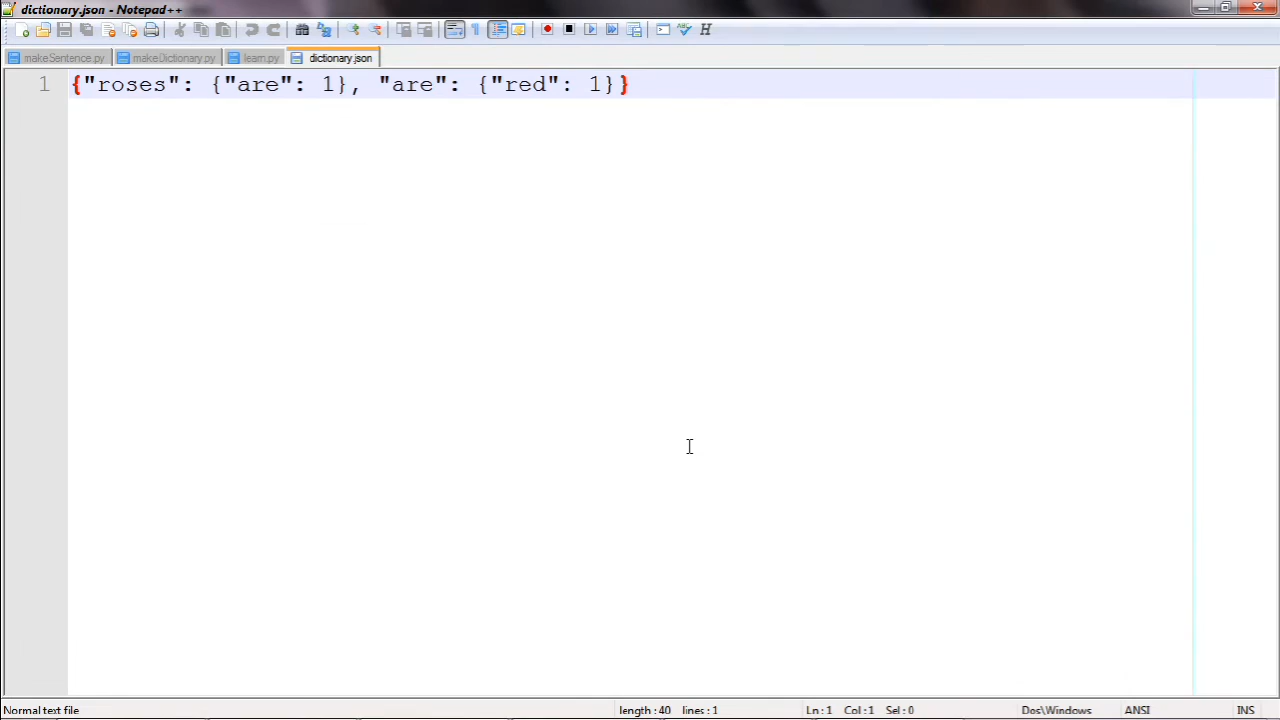 dictionary.json - Notepad++
makeSentence.py makeDictionary.py learn.py dictionary.json
1 {"roses": {"are": 1}, "are": {"red": 1}}
Normal text file length:40 lines:1 Ln:1 Col:1 Sel:0 Dos\Windows ANSI INS